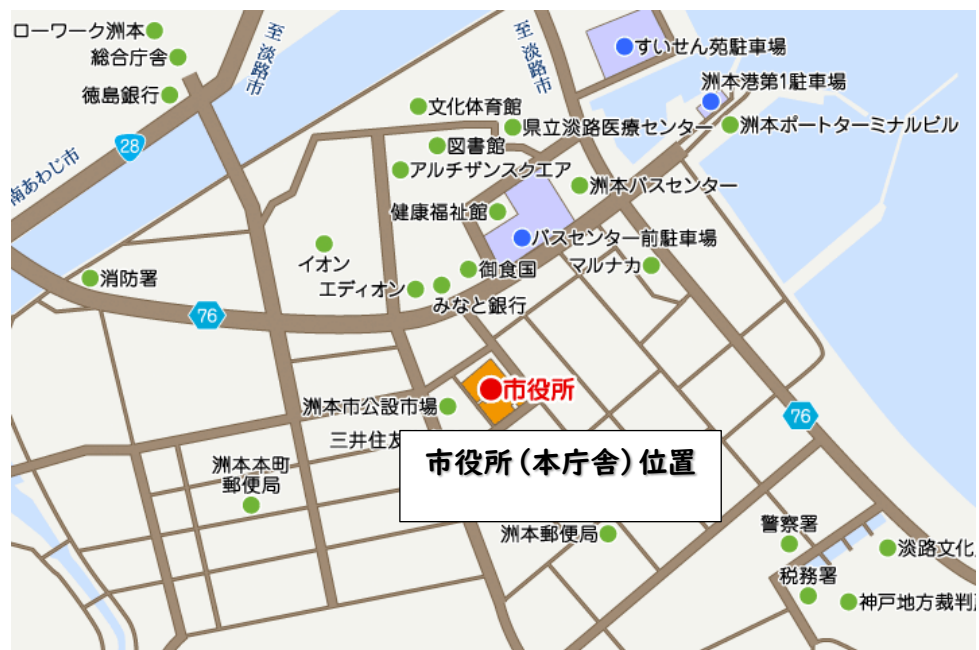 ローワーク洲本
総合庁舎
徳島銀行
至 淡路市
至 淡路市
すいせん苑駐車場
洲本港第1駐車場
洲本ポートターミナルビル
文化体育館
県立淡路医療センター
図書館
アルチザンスクエア
洲本バスセンター
28
南あわじ市
健康福祉館
バスセンター前駐車場
イオン
御食国
マルナカ
消防署
エディオン
みなと銀行
76
市役所
洲本市公設市場
三井住友
76
市役所(本庁舎)位置
洲本本町
郵便局
洲本郵便局
警察署
淡路文化
税務署
神戸地方裁判